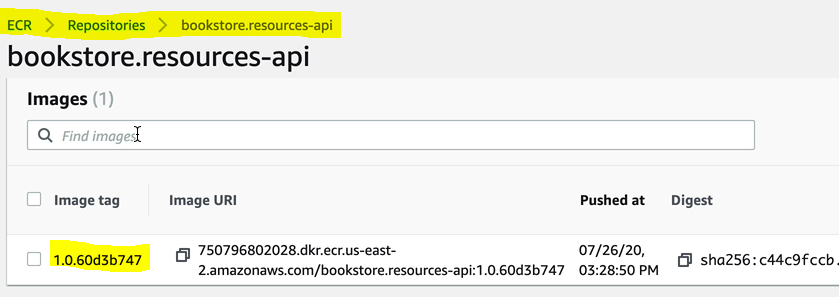 ECR > Repositories > bookstore.resources-api
bookstore.resources-api
Images (1)
Find images
Image tag Image URI Pushed at Digest
1.0.60d3b747 750796802028.dkr.ecr.us-east-2.amazonaws.com/bookstore.resources-api:1.0.60d3b747 07/26/20, 03:28:50 PM sha256:c44c9fccb.